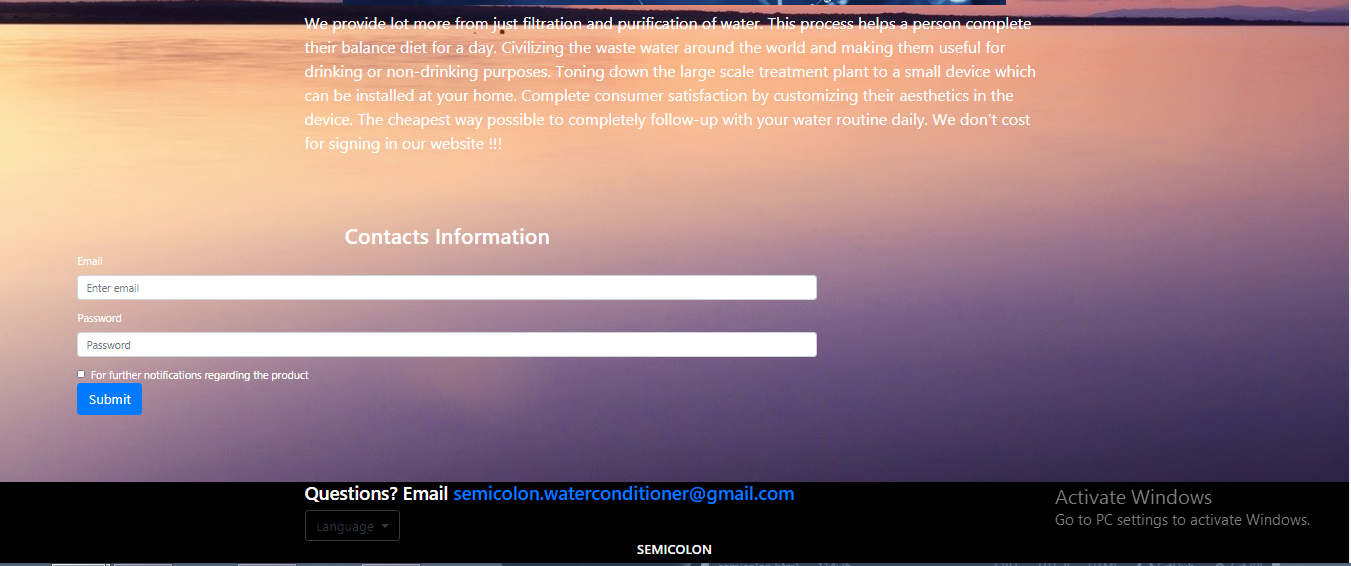 We provide lot more from just filtration and purification of water. This process helps a person complete
their balance diet for a day. Civilizing the waste water around the world and making them useful for
drinking or non-drinking purposes. Toning down the large scale treatment plant to a small device which
can be installed at your home. Complete consumer satisfaction by customizing their aesthetics in the
device. The cheapest way possible to completely follow-up with your water routine daily. We don't cost
for signing in our website !!!
Contacts Information
Email
Enter email
Password
Password
For further notifications regarding the product
Submit
Questions? Email semicolon.waterconditioner@gmail.com
Language
Activate Windows
Go to PC settings to activate Windows.
SEMICOLON